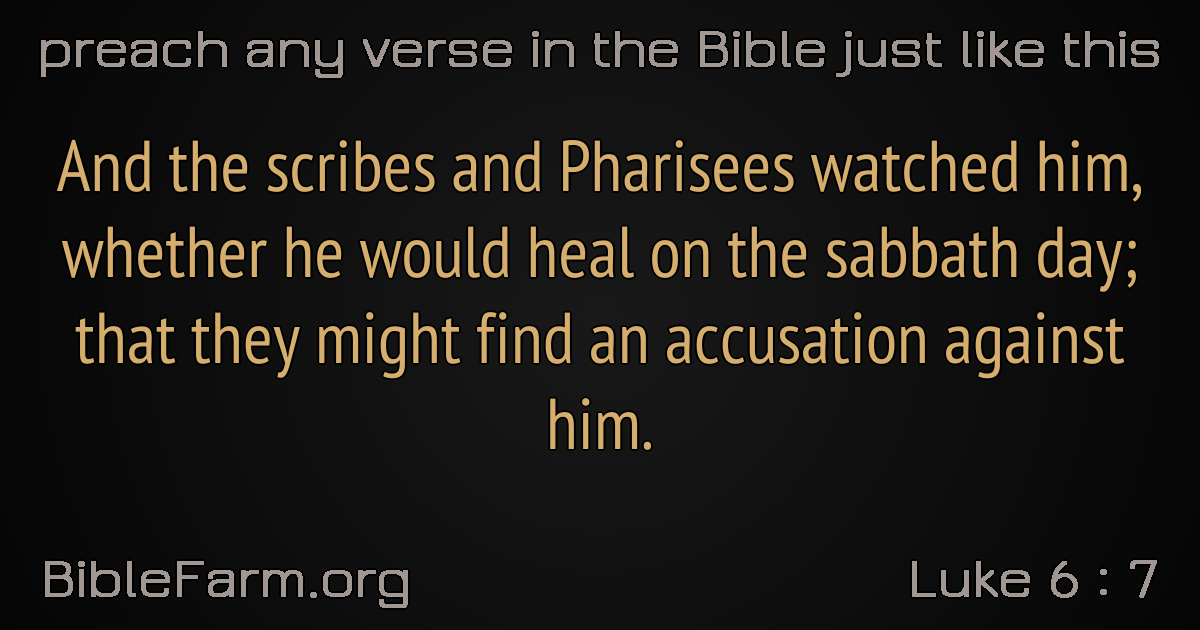 preach any verse in the Bible just like this
And the scribes and Pharisees watched him,
whether he would heal on the sabbath day;
that they might find an accusation against
him.
BibleFarm.org
Luke 6 : 7